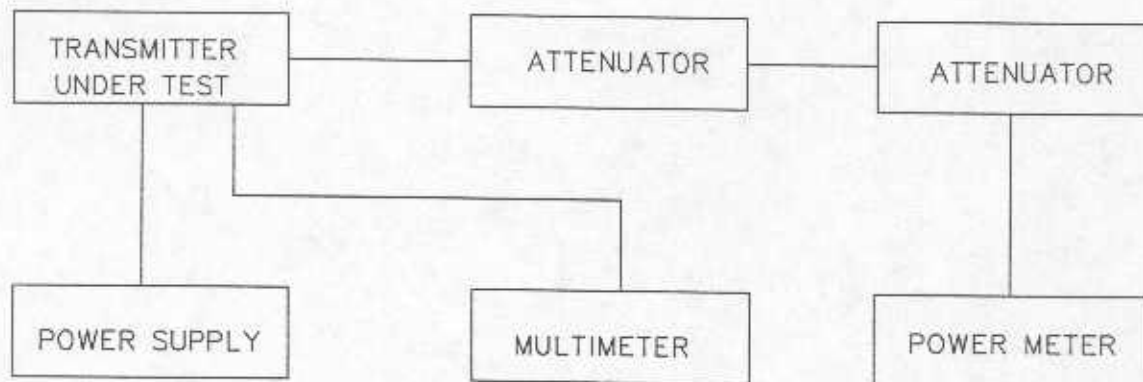 TRANSMITTER
UNDER TEST
ATTENUATOR
ATTENUATOR
POWER SUPPLY
MULTIMETER
POWER METER